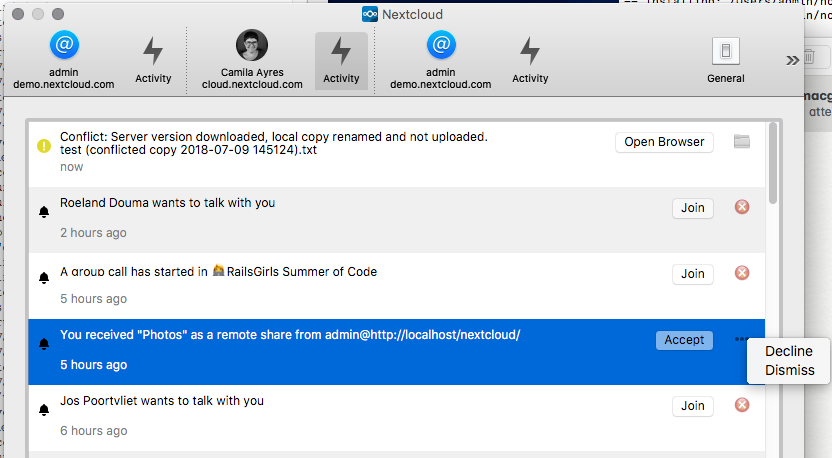 Nextcloud
admin
demo.nextcloud.com
Activity
Camila Ayres
cloud.nextcloud.com
Activity
admin
demo.nextcloud.com
Activity
General
Conflict: Server version downloaded, local copy renamed and not uploaded.
test (conflicted copy 2018-07-09 145124).txt
now
Open Browser
Roeland Douma wants to talk with you
2 hours ago
Join
A group call has started in 🙆RailsGirls Summer of Code
5 hours ago
Join
You received "Photos" as a remote share from admin@http://localhost/nextcloud/
5 hours ago
Accept
Decline
Dismiss
Jos Poortvliet wants to talk with you
6 hours ago
Join